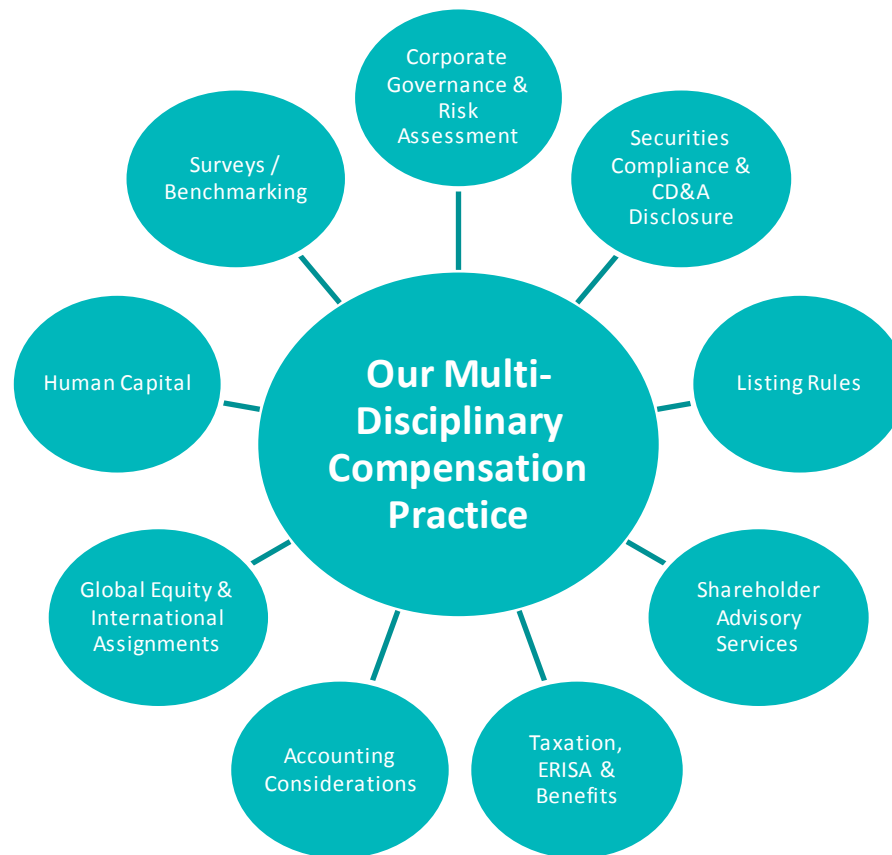 Corporate
Governance &
Risk
Assessment
Securities
Compliance &
CD&A
Disclosure
Listing Rules
Shareholder
Advisory
Services
Taxation,
ERISA &
Benefits
Accounting
Considerations
Global Equity &
International
Assignments
Human Capital
Surveys /
Benchmarking
Our Multi-
Disciplinary
Compensation
Practice